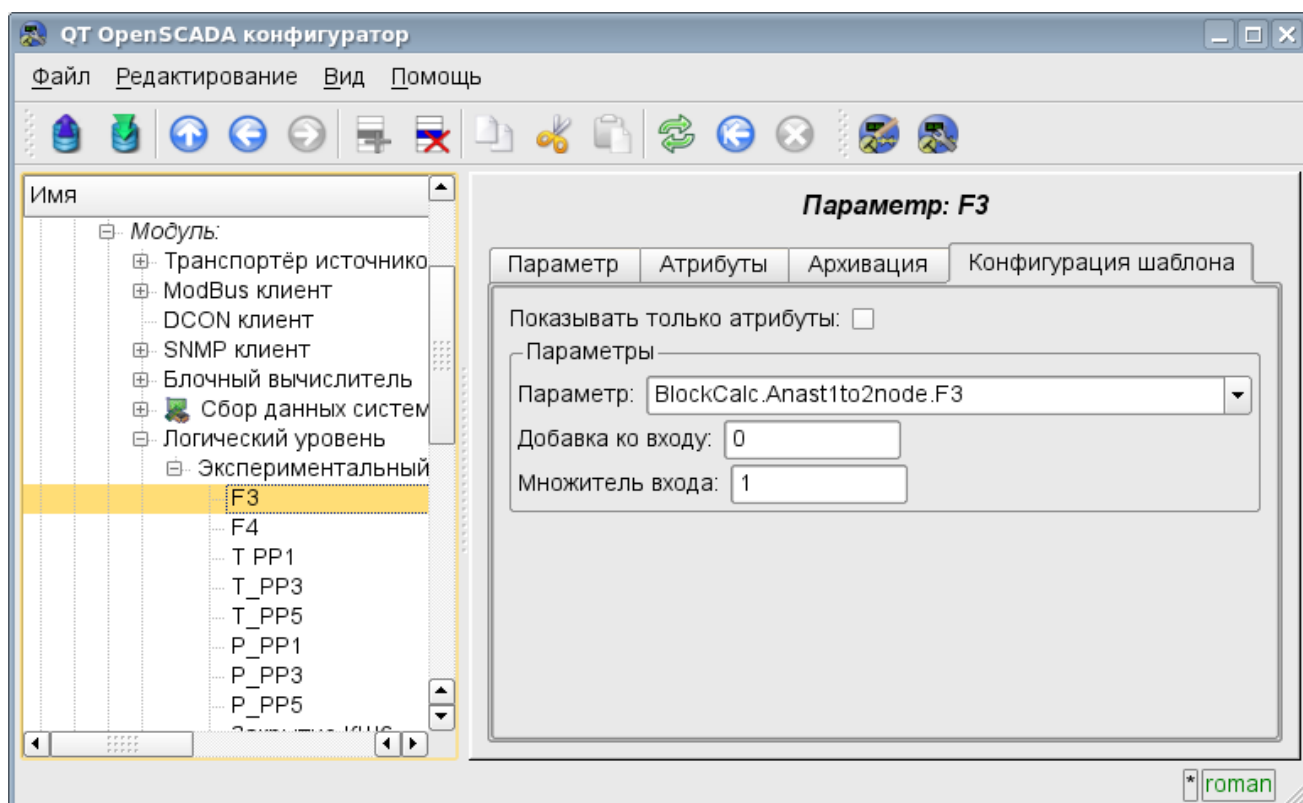 QT OpenSCADA конфигуратор
Файл Редактирование Вид Помощь
Имя
Модуль:
Транспортёр источнико
ModBus клиент
DCON клиент
SNMP клиент
Блочный вычислитель
Сбор данных систем
Логический уровень
Экспериментальный
F3
F4
T PP1
T_PP3
T_PP5
P_PP1
P_PP3
P_PP5
Параметр: F3
Параметр Атрибуты Архивация Конфигурация шаблона
Показывать только атрибуты:
Параметры
Параметр: BlockCalc.Anast1to2node.F3
Добавка ко входу: 0
Множитель входа: 1
* roman